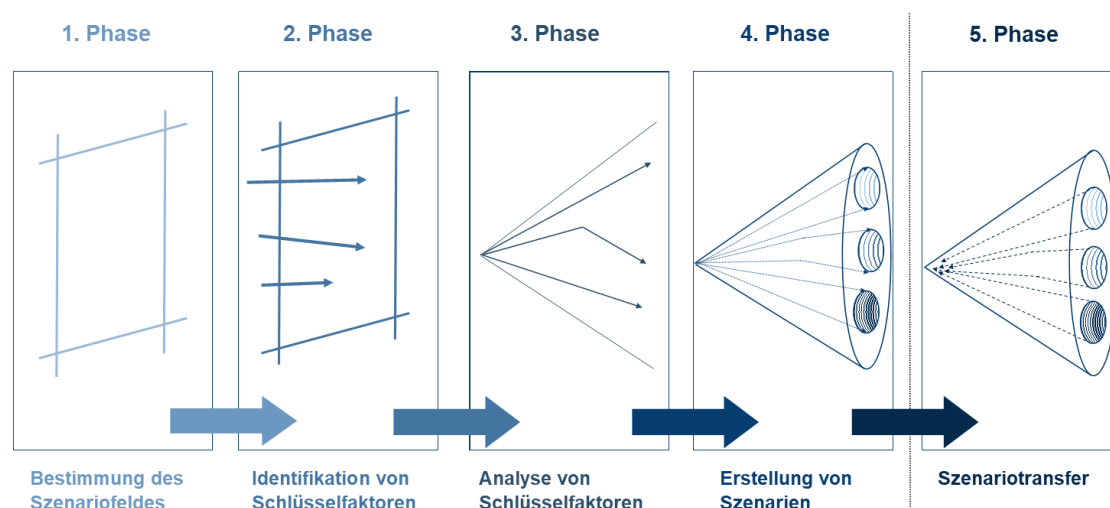 1. Phase
2. Phase
3. Phase
4. Phase
5. Phase
Bestimmung des
Szenariofeldes
Identifikation von
Schlüsselfaktoren
Analyse von
Schlüsselfaktoren
Erstellung von
Szenarien
Szenariotransfer